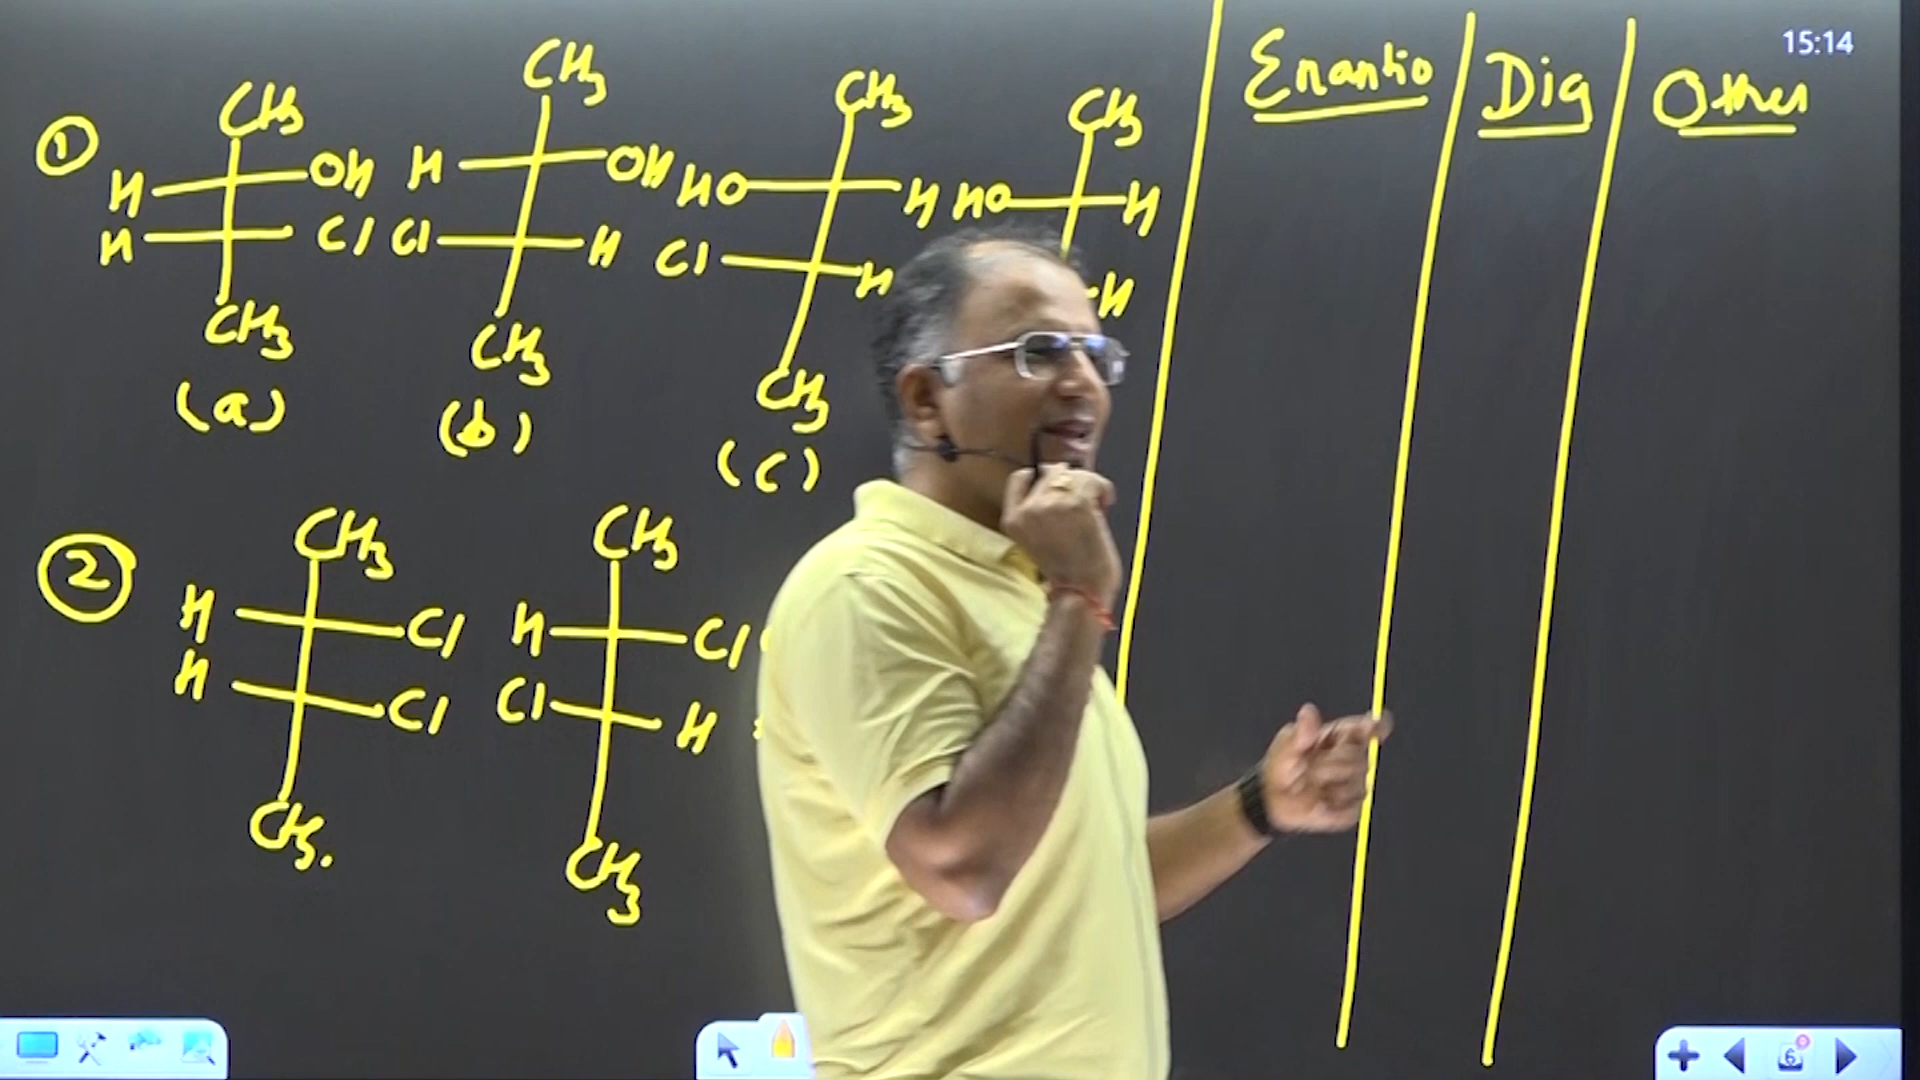 15:14
Enantio Dia Other
① CH3 CH3 CH3 CH3
H OH H OH HO H HO H
H Cl Cl H Cl H H
CH3 CH3 CH3
(a) (b) (c)
② CH3 CH3
H Cl H Cl
H Cl Cl H
CH3. CH3
6